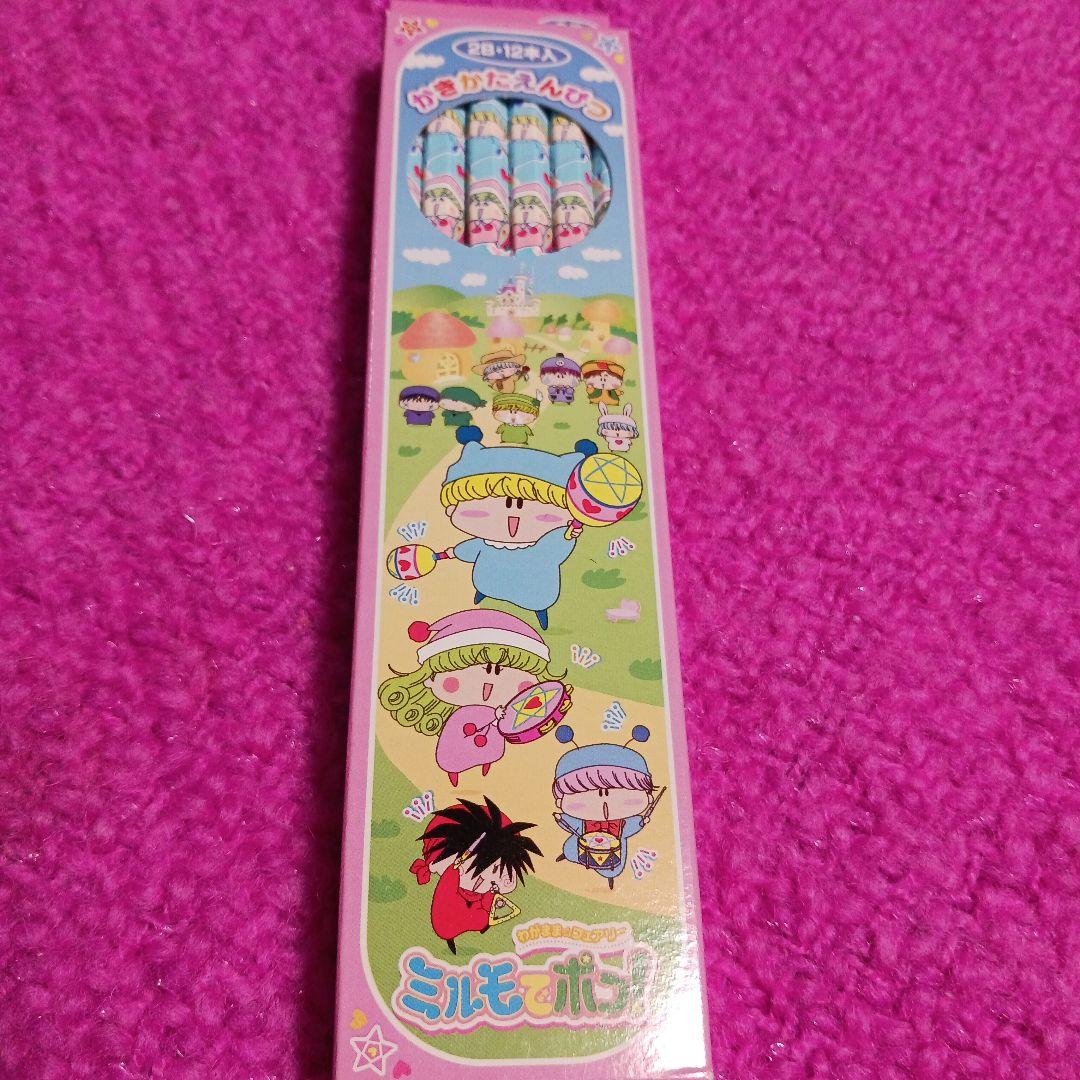 2B・12本入
かきかたえんぴつ
わがまま☆フェアリー
ミルモでポン!